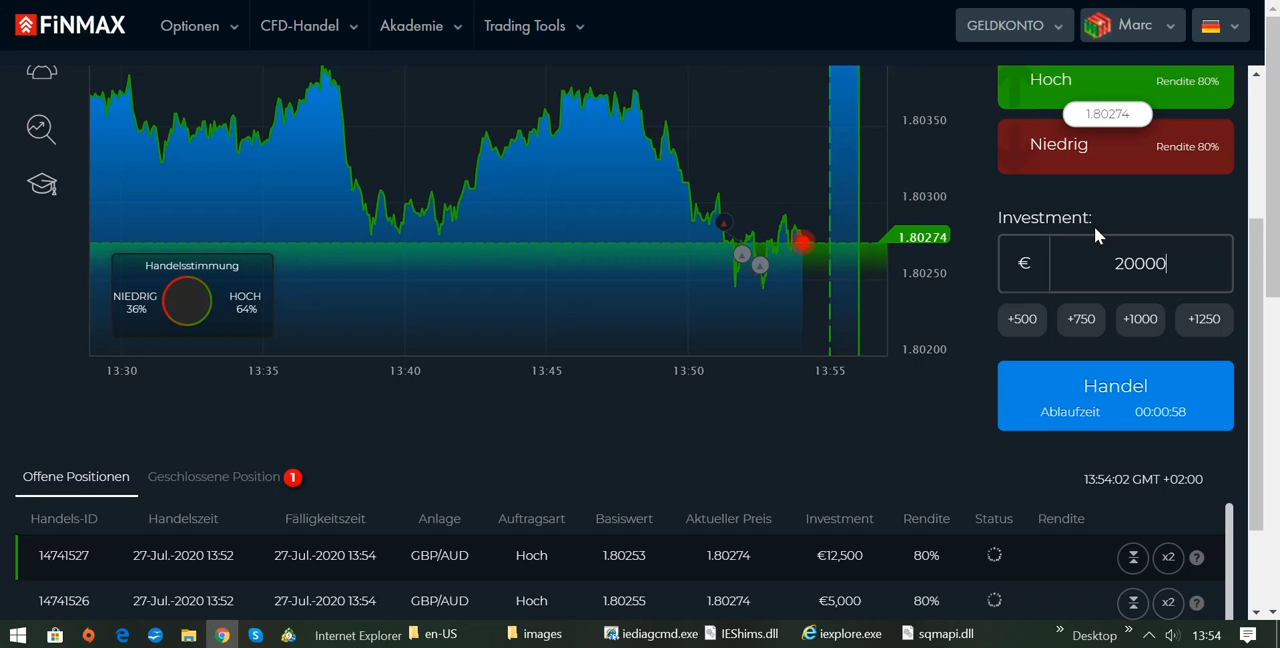 FiNMAX Optionen CFD-Handel Akademie Trading Tools GELDKONTO Marc
Hoch Rendite 80%
1.80274
Niedrig Rendite 80%
1.80350
1.80300
1.80274
1.80250
1.80200
Handelsstimmung
NIEDRIG HOCH
36% 64%
13:30 13:35 13:40 13:45 13:50 13:55
Investment:
€ 20000
+500 +750 +1000 +1250
Handel
Ablaufzeit 00:00:58
Offene Positionen Geschlossene Position 1 13:54:02 GMT +02:00
Handels-ID Handelszeit Fälligkeitszeit Anlage Auftragsart Basiswert Aktueller Preis Investment Rendite Status Rendite
14741527 27-Jul.-2020 13:52 27-Jul.-2020 13:54 GBP/AUD Hoch 1.80253 1.80274 €12,500 80% x2 ?
14741526 27-Jul.-2020 13:52 27-Jul.-2020 13:54 GBP/AUD Hoch 1.80255 1.80274 €5,000 80% x2 ?
Internet Explorer en-US images iediagcmd.exe IEShims.dll iexplore.exe sqmapi.dll » Desktop » 13:54